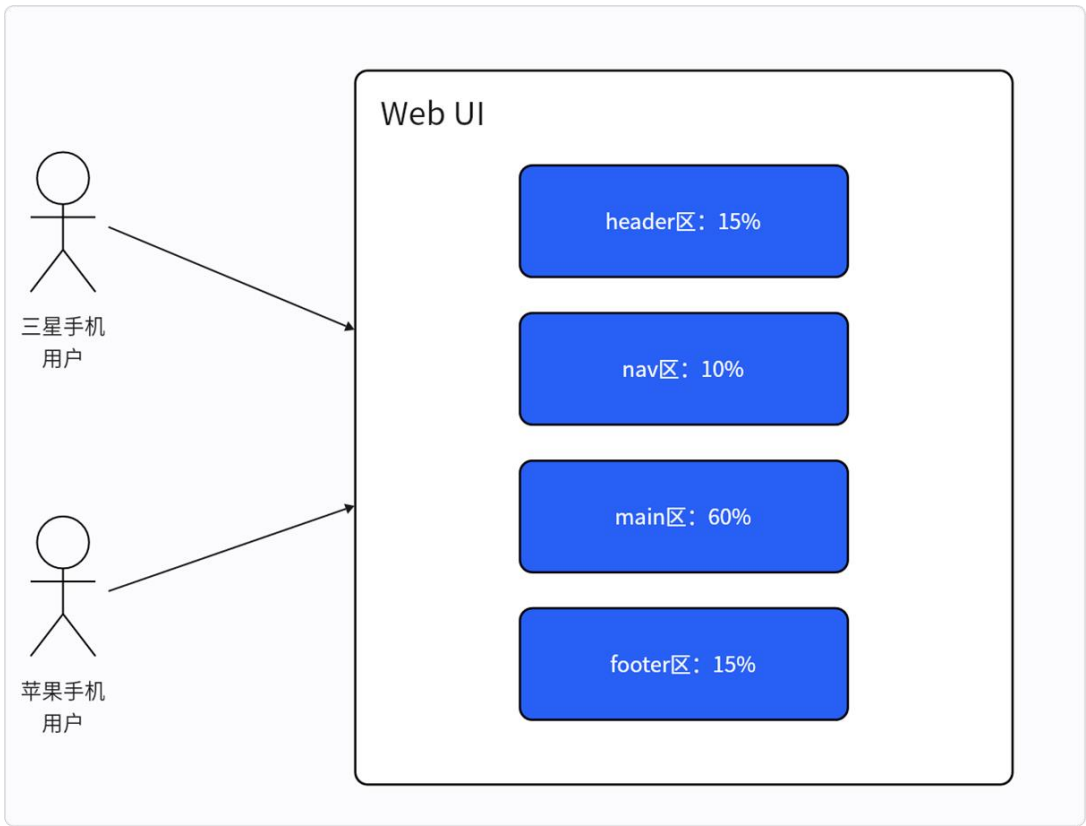 Web UI
header区：15%
三星手机
用户
nav区：10%
main区：60%
苹果手机
用户
footer区：15%